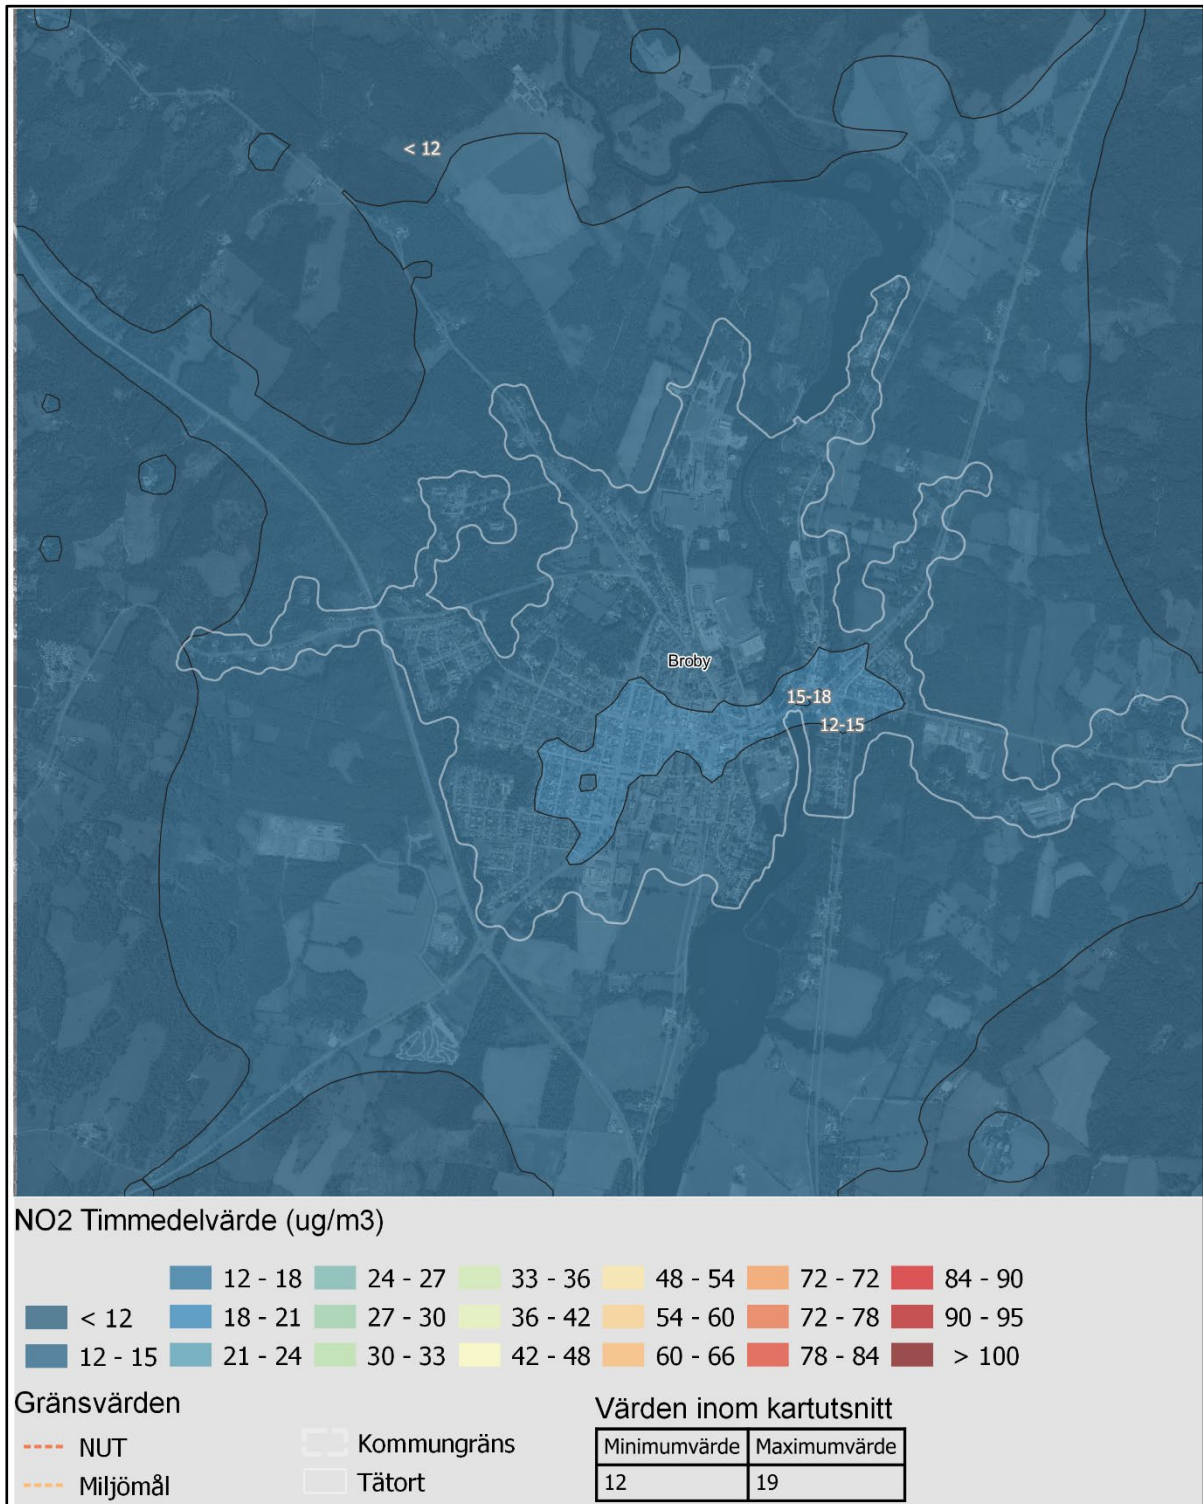 < 12
Broby
15-18
12-15
NO2 Timmedelvärde (ug/m3)
12 - 18 24 - 27 33 - 36 48 - 54 72 - 72 84 - 90
< 12 18 - 21 27 - 30 36 - 42 54 - 60 72 - 78 90 - 95
12 - 15 21 - 24 30 - 33 42 - 48 60 - 66 78 - 84 > 100
Gränsvärden
NUT
Miljömål
Kommungräns
Tätort
Värden inom kartutsnitt
Minimumvärde Maximumvärde
12 19